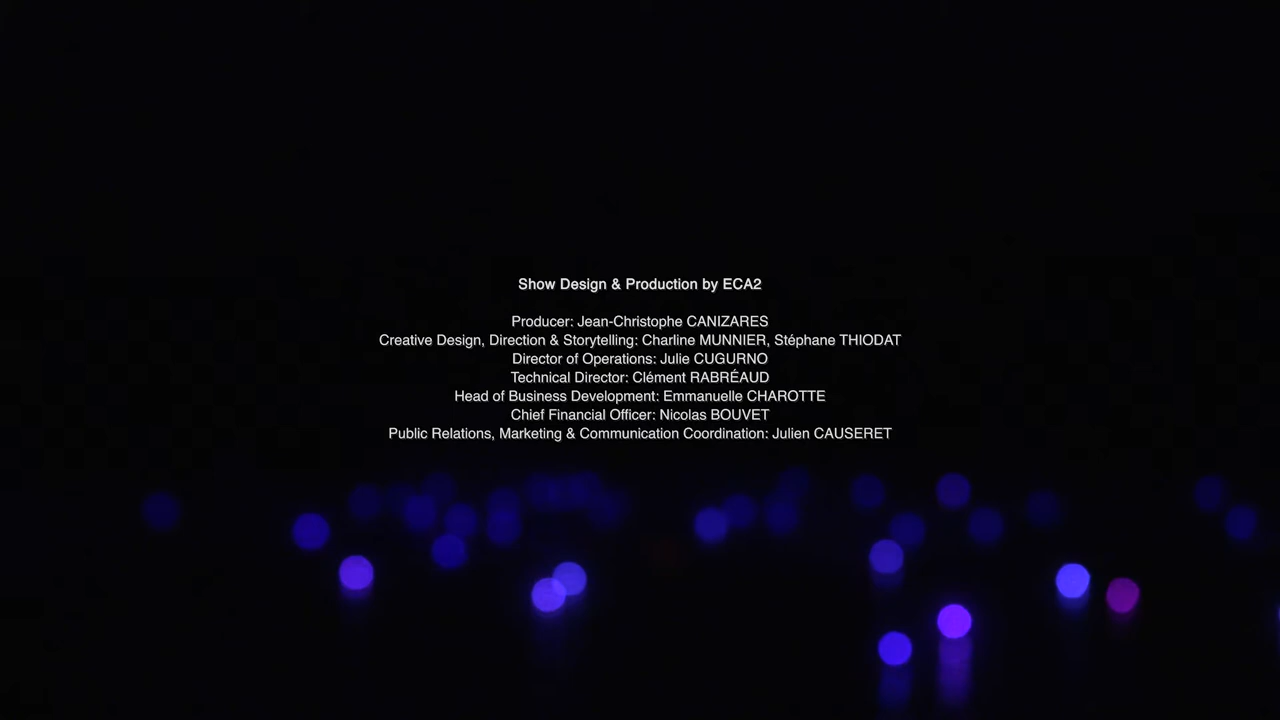 Show Design & Production by ECA2
Producer: Jean-Christophe CANIZARES
Creative Design, Direction & Storytelling: Charline MUNNIER, Stéphane THIODAT
Director of Operations: Julie CUGURNO
Technical Director: Clément RABRÉAUD
Head of Business Development: Emmanuelle CHAROTTE
Chief Financial Officer: Nicolas BOUVET
Public Relations, Marketing & Communication Coordination: Julien CAUSERET